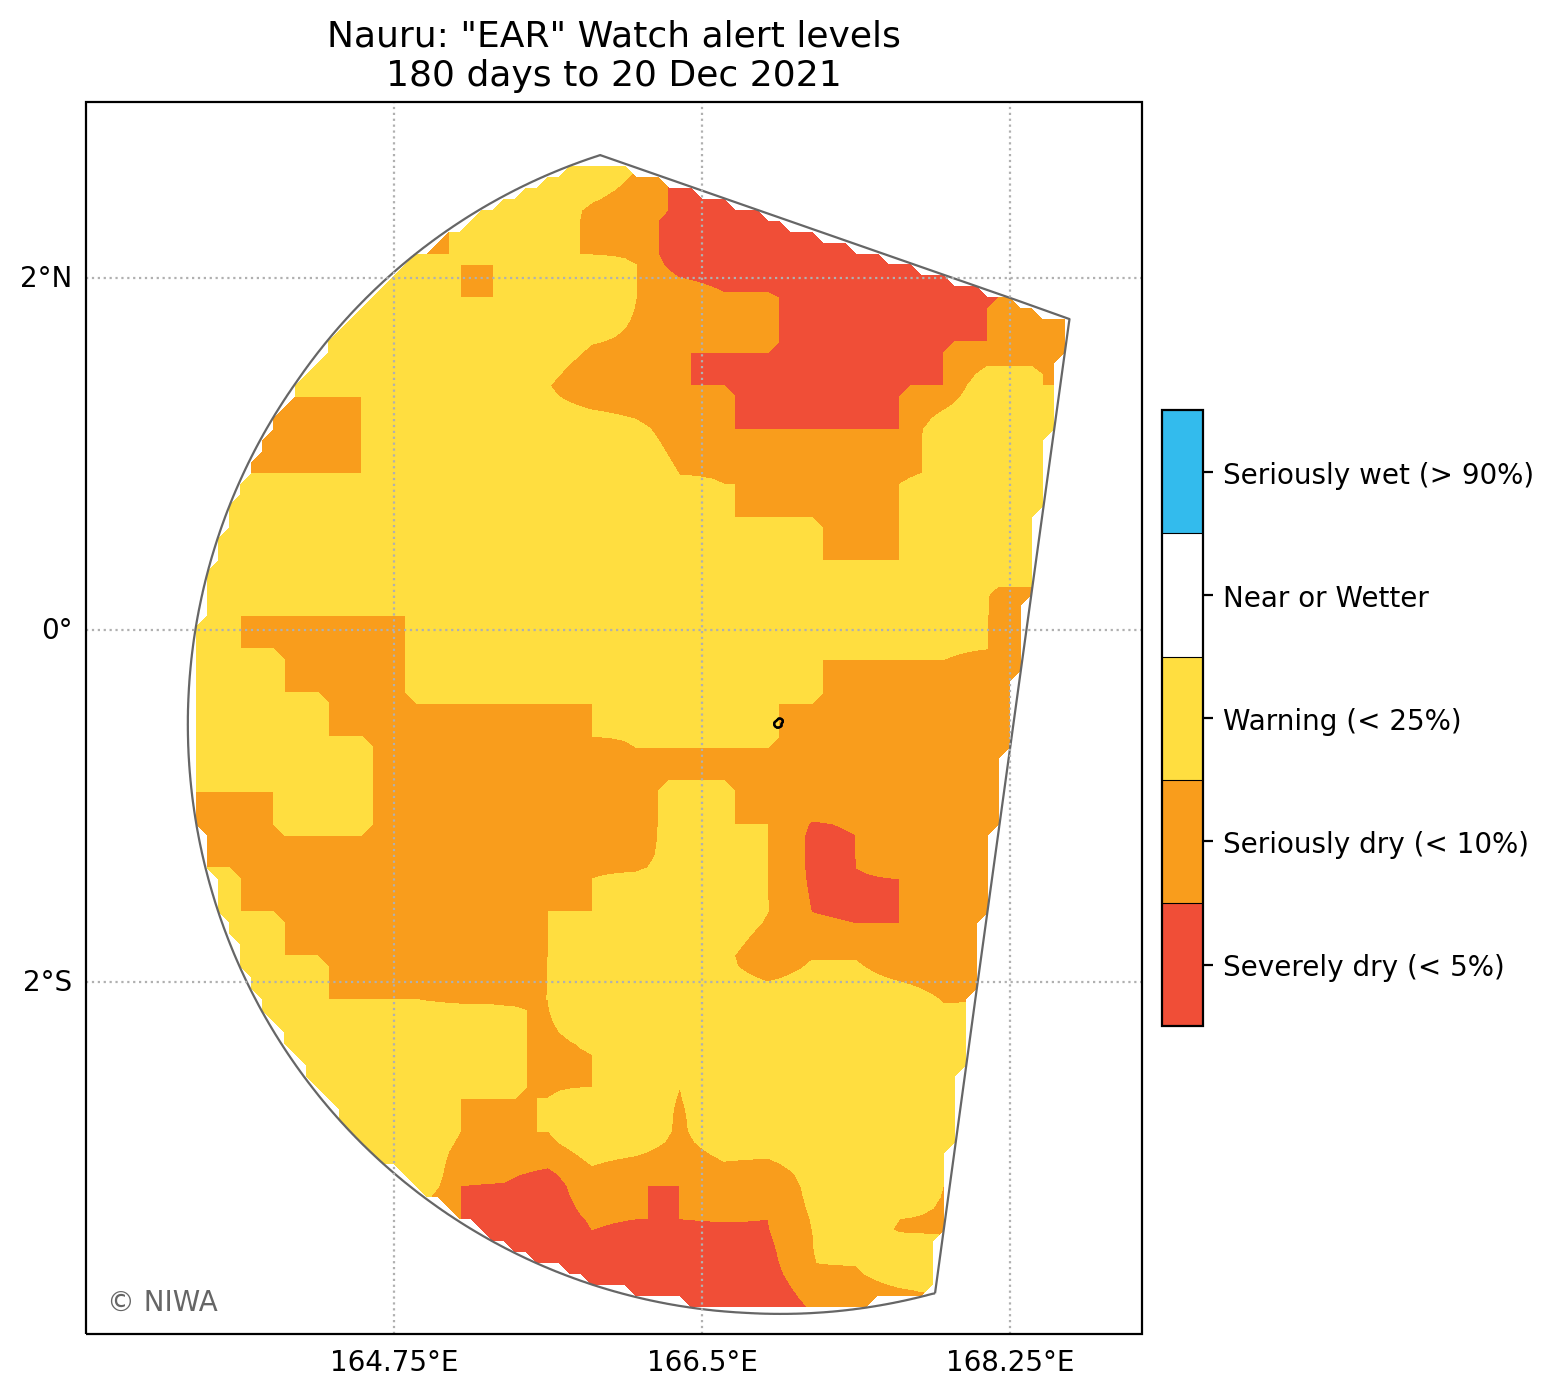 Nauru: "EAR" Watch alert levels
180 days to 20 Dec 2021
2°N
0°
2°S
164.75°E
166.5°E
168.25°E
Seriously wet (> 90%)
Near or Wetter
Warning (< 25%)
Seriously dry (< 10%)
Severely dry (< 5%)
© NIWA